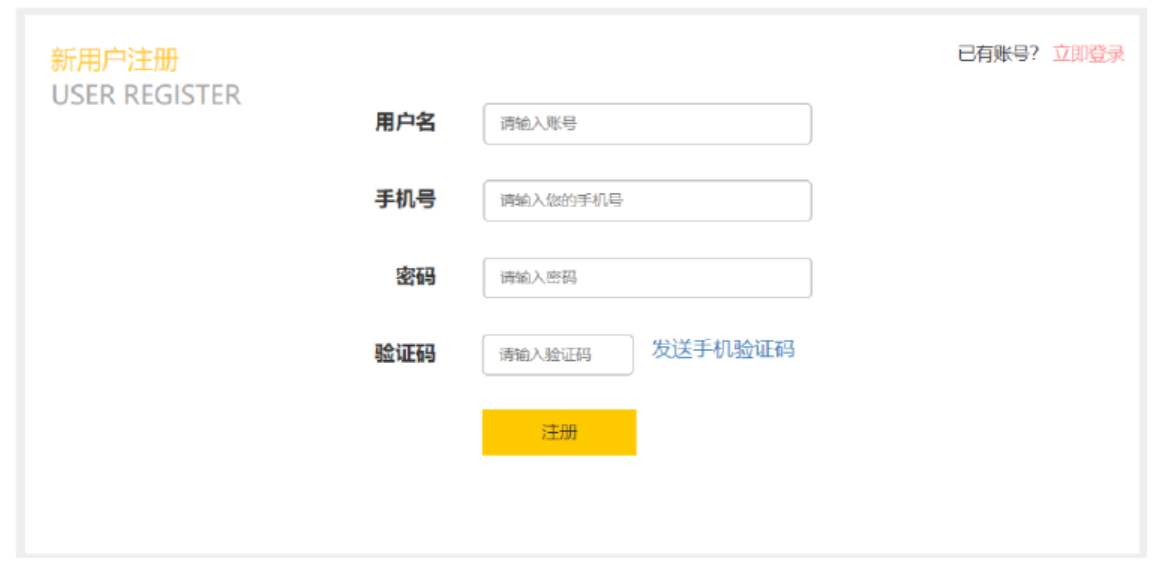 新用户注册
已有账号? 立即登录
USER REGISTER
用户名 请输入账号
手机号 请输入您的手机号
密码 请输入密码
验证码 请输入验证码 发送手机验证码
注册